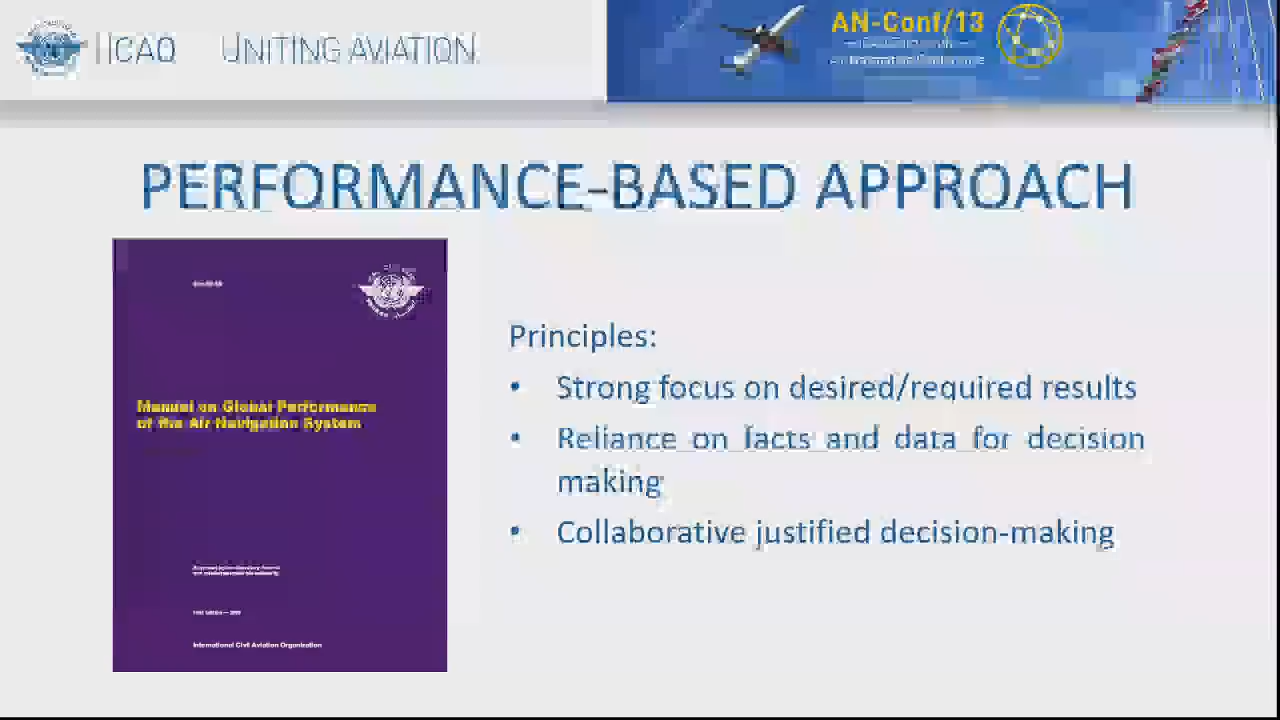 ICAO UNITING AVIATION
AN-Conf/13
PERFORMANCE-BASED APPROACH
Manual on Global Performance
of the Air Navigation System
International Civil Aviation Organization
Principles:
• Strong focus on desired/required results
• Reliance on facts and data for decision
making
• Collaborative justified decision-making